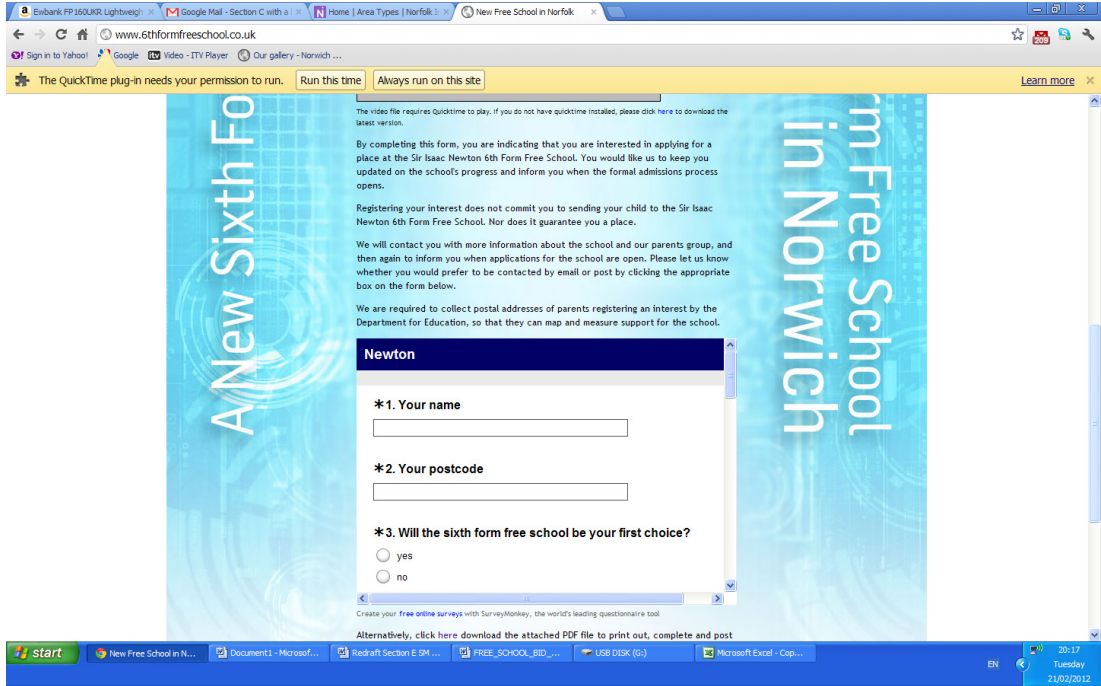 Ewbank FP160UKR Lightweigh
Google Mail - Section C with a l
Home | Area Types | Norfolk I
New Free School in Norfolk
www.6thformfreeschool.co.uk
209
Sign in to Yahoo!
Google
itv Video - ITV Player
Our gallery - Norwich ...
The QuickTime plug-in needs your permission to run.
Run this time
Always run on this site
Learn more
A New Sixth Fo
The video file requires Quicktime to play. If you do not have quicktime installed, please click here to download the
latest version.
By completing this form, you are indicating that you are interested in applying for a
place at the Sir Isaac Newton 6th Form Free School. You would like us to keep you
updated on the school's progress and inform you when the formal admissions process
opens.
Registering your interest does not commit you to sending your child to the Sir Isaac
Newton 6th Form Free School. Nor does it guarantee you a place.
We will contact you with more information about the school and our parents group, and
then again to inform you when applications for the school are open. Please let us know
whether you would prefer to be contacted by email or post by clicking the appropriate
box on the form below.
We are required to collect postal addresses of parents registering an interest by the
Department for Education, so that they can map and measure support for the school.
Newton
*1. Your name
*2. Your postcode
*3. Will the sixth form free school be your first choice?
yes
no
Create your free online surveys with SurveyMonkey, the world's leading questionnaire tool
Alternatively, click here download the attached PDF file to print out, complete and post
rm Free School
in Norwich
start
New Free School in N...
Document1 - Microsof...
Redraft Section E SM ...
FREE_SCHOOL_BID_...
USB DISK (G:)
Microsoft Excel - Cop...
EN
20:17
Tuesday
21/02/2012